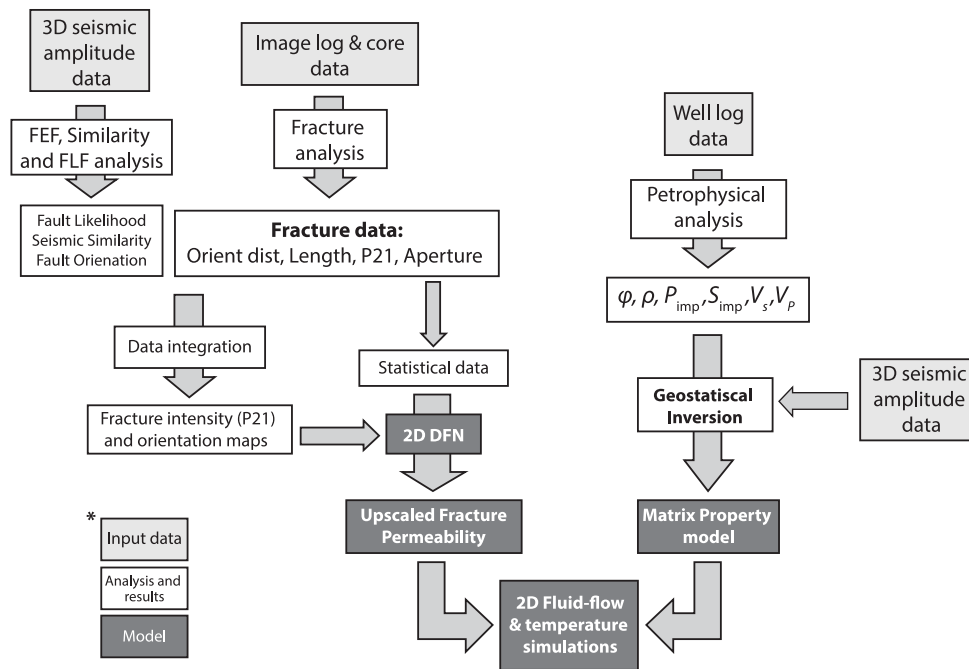 3D seismic
amplitude
data
FEF, Similarity
and FLF analysis
Fault Likelihood
Seismic Similarity
Fault Orienation
Image log & core
data
Fracture
analysis
Fracture data:
Orient dist, Length, P21, Aperture
Data integration
Fracture intensity (P21)
and orientation maps
Statistical data
2D DFN
Upscaled Fracture
Permeability
Well log
data
Petrophysical
analysis
φ, ρ, Pimp, Simp, Vs, VP
Geostatiscal
Inversion
3D seismic
amplitude
data
Matrix Property
model
2D Fluid-flow
& temperature
simulations
*
Input data
Analysis and
results
Model